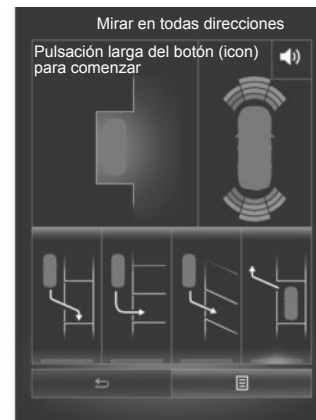 Mirar en todas direcciones
Pulsación larga del botón (icon)
para comenzar